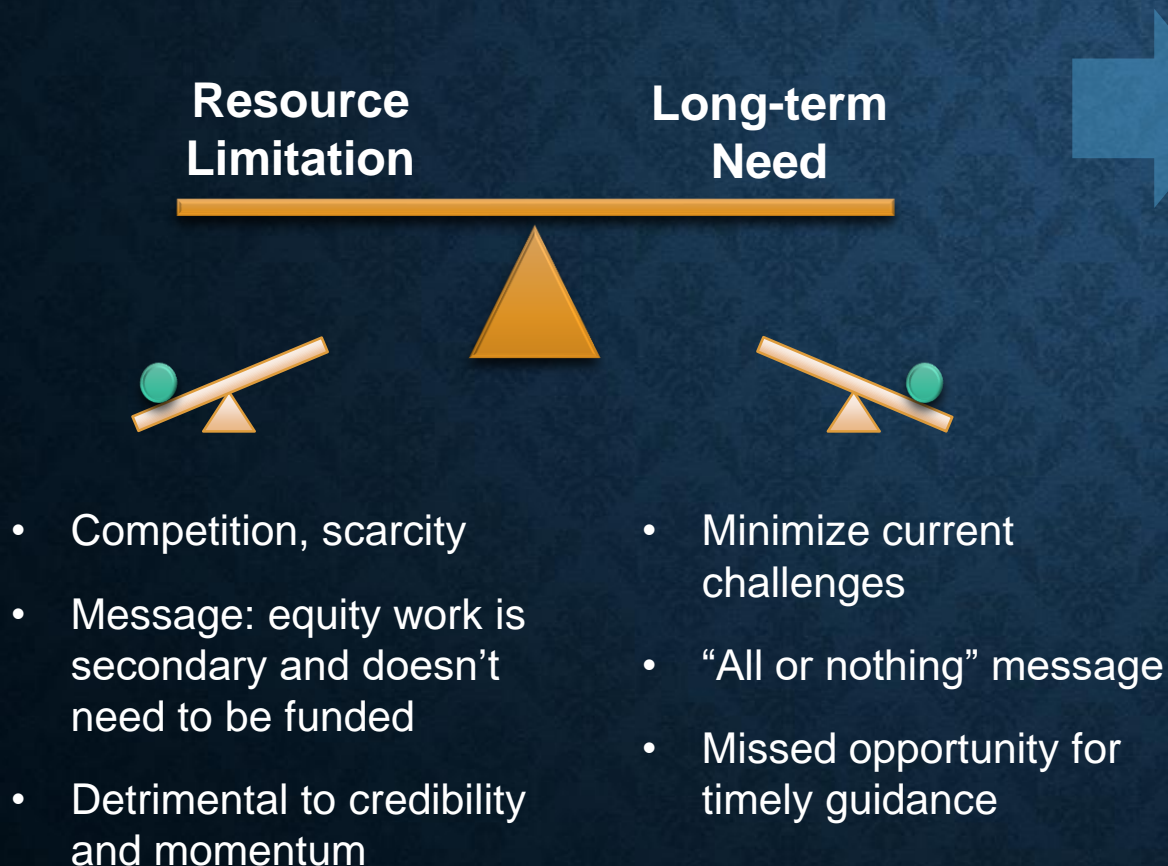 Resource
Limitation
Long-term
Need
• Competition, scarcity
• Message: equity work is
secondary and doesn’t
need to be funded
• Detrimental to credibility
and momentum
• Minimize current
challenges
• “All or nothing” message
• Missed opportunity for
timely guidance